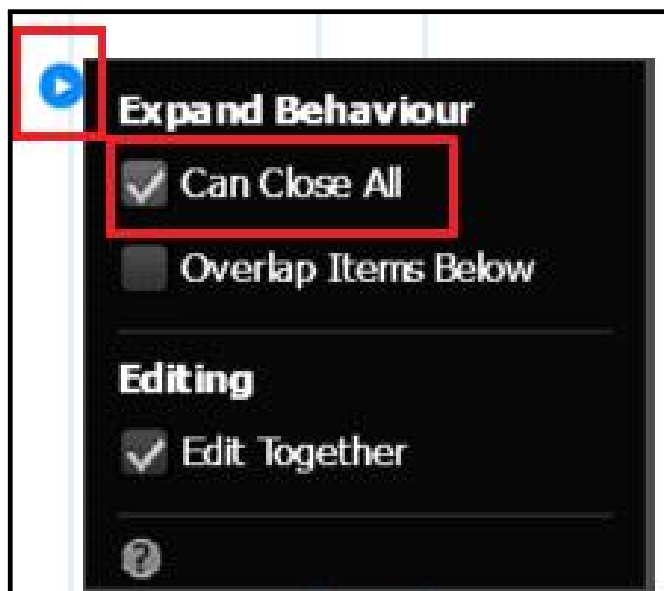 Expand Behaviour
Can Close All
Overlap Items Below
Editing
Edit Together
?